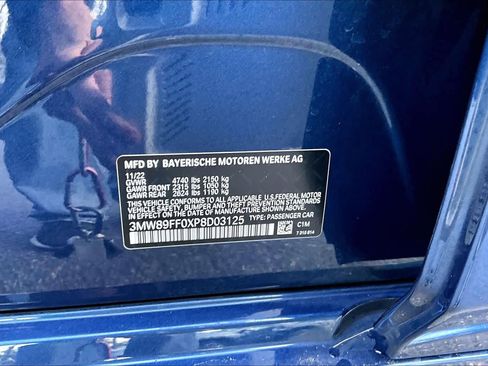 MFD BY BAYERISCHE MOTOREN WERKE AG
11/22
GVWR 4740 lbs 2150 kg
GAWR FRONT 2315 lbs 1050 kg
GAWR REAR 2624 lbs 1190 kg
THIS VEHICLE CONFORMS TO ALL APPLICABLE U.S.FEDERAL MOTOR
VEHICLE SAFETY, BUMPER, AND THEFT PREVENTION STANDARDS
IN EFFECT ON THE DATE OF MANUFACTURE SHOWN ABOVE.
3MW89FF0XP8D03125 TYPE: PASSENGER CAR
C1M